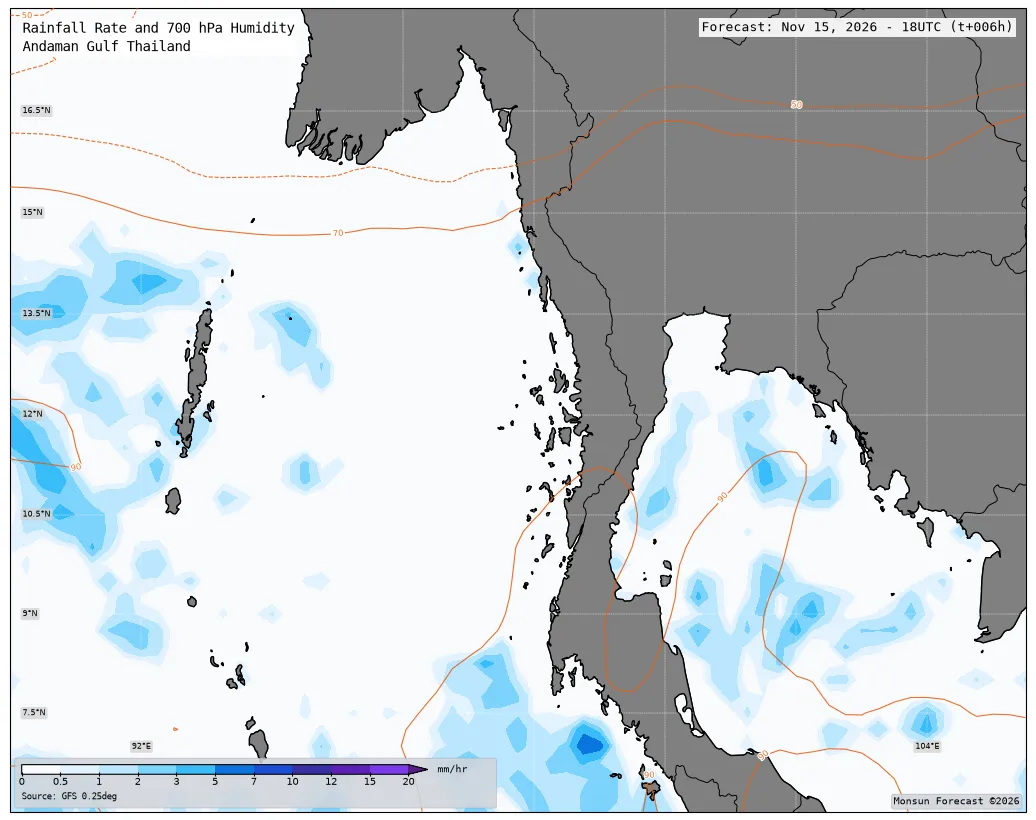 50
Rainfall Rate and 700 hPa Humidity
Andaman Gulf Thailand
Forecast: Nov 15, 2026 - 18UTC (t+006h)
50
16.5°N
15°N
70
13.5°N
12°N
90
90
10.5°N
9°N
7.5°N
92°E
104°E
90
90
mm/hr
0 0.5 1 2 3 5 7 10 12 15 20
Source: GFS 0.25deg
Monsun Forecast ©2026